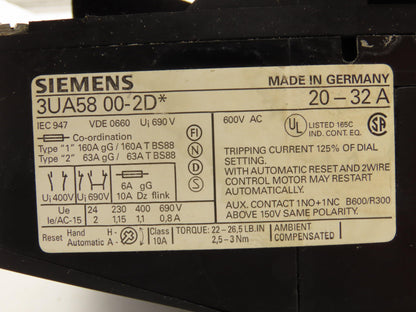 SIEMENS
MADE IN GERMANY
3UA58 00-2D*
20 – 32 A
IEC 947 VDE 0660 Ui 690 V
Co-ordination
Type "1" 160A gG / 160A T BS88
Type "2" 63A gG / 63A T BS88
FI
N
D
S
600V AC
UL LISTED 165C
IND. CONT. EQ.
SA
TRIPPING CURRENT 125% OF DIAL
SETTING.
WITH AUTOMATIC RESET AND 2WIRE
CONTROL MOTOR MAY RESTART
AUTOMATICALLY.
AUX. CONTACT 1NO+1NC B600/R300
ABOVE 150V SAME POLARITY.
6A gG
Ui 400V Ui 690V 10A Dz flink
Ue 24 230 400 690 V
Ie/AC-15 2 1,15 1,1 0,8 A
Reset Hand H
Automatic A
Class
10A
TORQUE: 22 – 26,5 LB.IN
2,5 – 3 Nm
AMBIENT
COMPENSATED